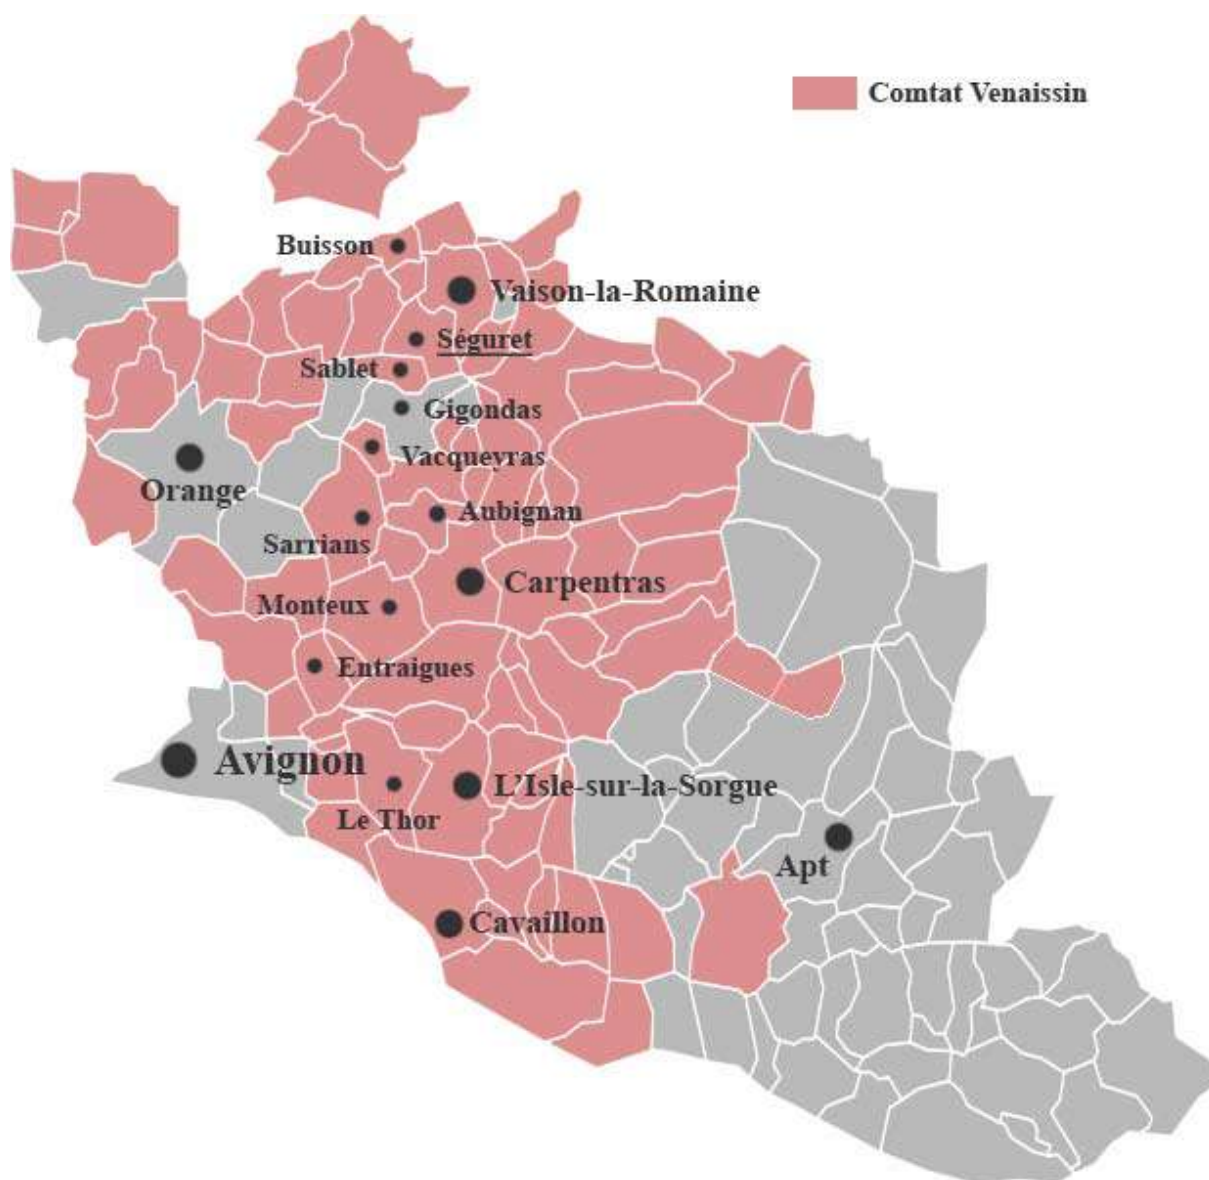 Comtat Venaissin
Buisson
Vaison-la-Romaine
Séguret
Sablet
Gigondas
Vacqueyras
Orange
Aubignan
Sarrians
Carpentras
Monteux
Entraigues
Avignon
L'Isle-sur-la-Sorgue
Le Thor
Apt
Cavaillon